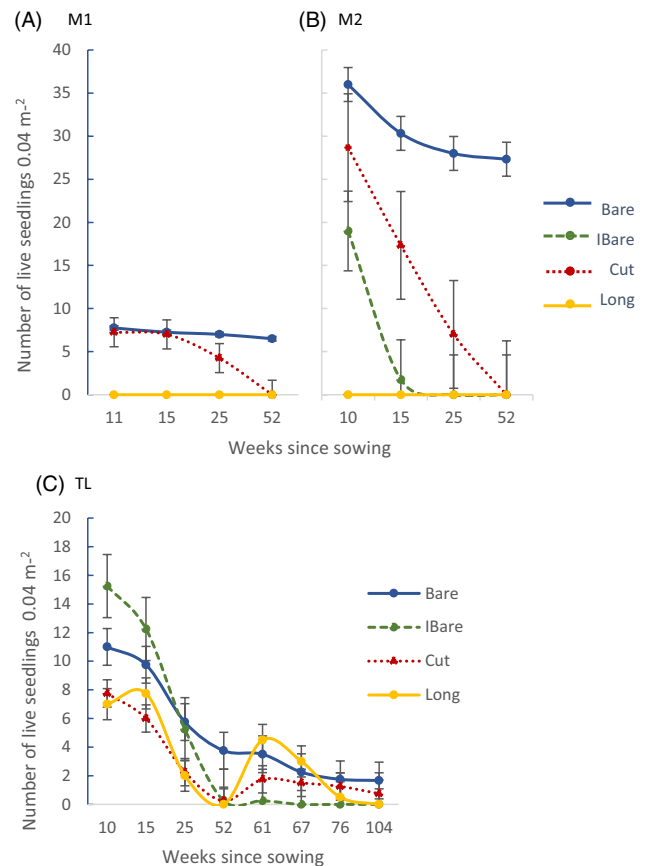 (A) M1
(B) M2
Number of live seedlings 0.04 m-2
40
35
30
25
20
15
10
5
0
11 15 25 52
10 15 25 52
Weeks since sowing
Bare
IBare
Cut
Long
(C) TL
Number of live seedlings 0.04 m-2
20
18
16
14
12
10
8
6
4
2
0
10 15 25 52 61 67 76 104
Weeks since sowing
Bare
IBare
Cut
Long